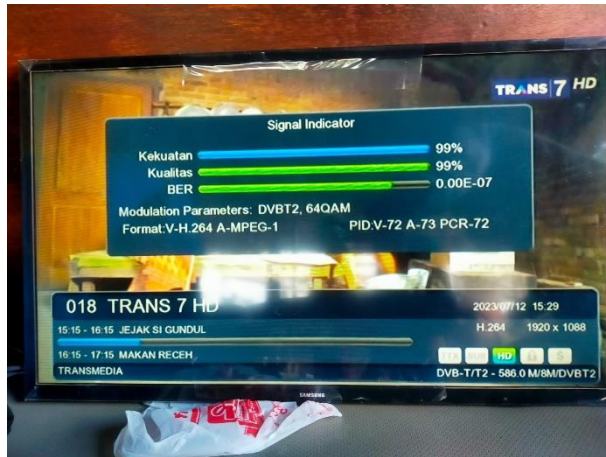 TRANS|7 HD
Signal Indicator
Kekuatan 99%
Kualitas 99%
BER 0.00E-07
Modulation Parameters: DVBT2, 64QAM
Format:V-H.264 A-MPEG-1 PID:V-72 A-73 PCR-72
018 TRANS 7 HD 2023/07/12 15:29
15:15 - 16:15 JEJAK SI GUNDUL H.264 1920 x 1088
16:15 - 17:15 MAKAN RECEH TTX SUB HD S
TRANSMEDIA DVB-T/T2 - 586.0 M/8M/DVBT2
SAMSUNG